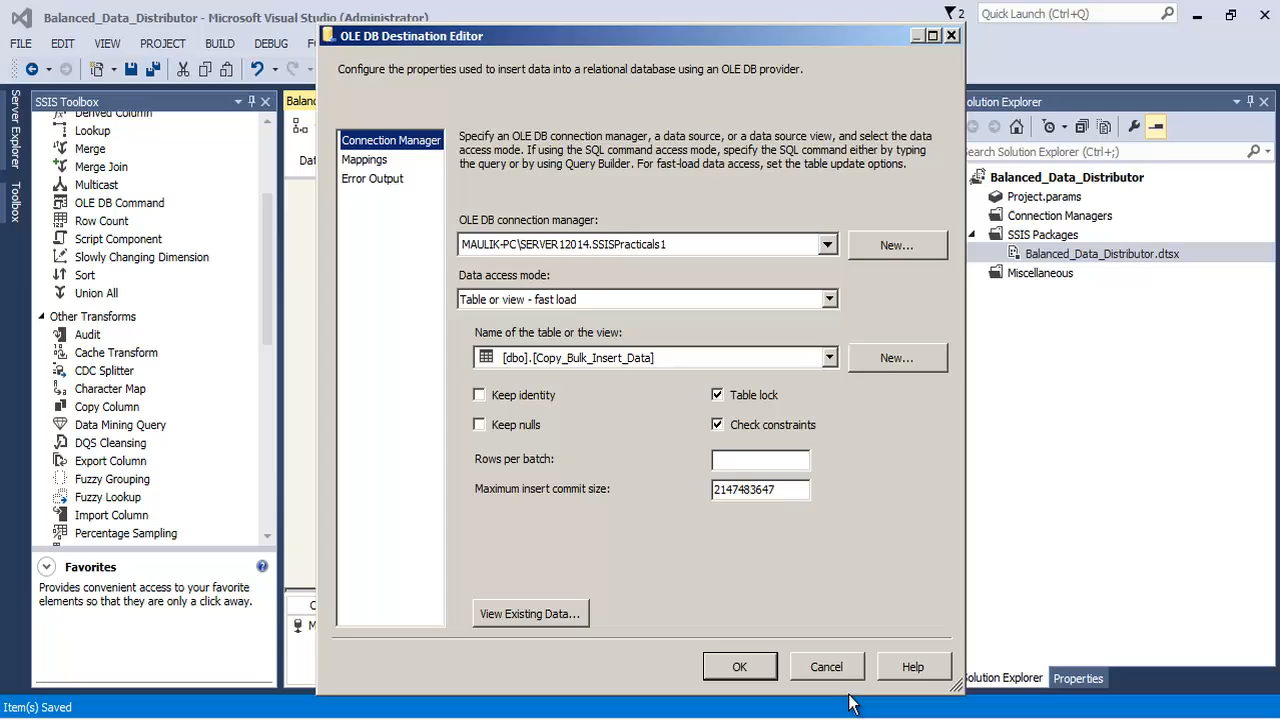 Balanced_Data_Distributor - Microsoft Visual Studio (Administrator)
2
Quick Launch (Ctrl+Q)
FILE EDIT VIEW PROJECT BUILD DEBUG
SSIS Toolbox
Server Explorer
Toolbox
Derived Column
Lookup
Merge
Merge Join
Multicast
OLE DB Command
Row Count
Script Component
Slowly Changing Dimension
Sort
Union All
Other Transforms
Audit
Cache Transform
CDC Splitter
Character Map
Copy Column
Data Mining Query
DQS Cleansing
Export Column
Fuzzy Grouping
Fuzzy Lookup
Import Column
Percentage Sampling
Favorites
Provides convenient access to your favorite
elements so that they are only a click away.
Item(s) Saved
OLE DB Destination Editor
Configure the properties used to insert data into a relational database using an OLE DB provider.
Connection Manager
Mappings
Error Output
Specify an OLE DB connection manager, a data source, or a data source view, and select the data
access mode. If using the SQL command access mode, specify the SQL command either by typing
the query or by using Query Builder. For fast-load data access, set the table update options.
OLE DB connection manager:
MAULIK-PC\SERVER12014.SSISPracticals1
New...
Data access mode:
Table or view - fast load
Name of the table or the view:
[dbo].[Copy_Bulk_Insert_Data]
New...
Keep identity
Table lock
Keep nulls
Check constraints
Rows per batch:
Maximum insert commit size:
2147483647
View Existing Data...
OK
Cancel
Help
olution Explorer
earch Solution Explorer (Ctrl+;)
Balanced_Data_Distributor
Project.params
Connection Managers
SSIS Packages
Balanced_Data_Distributor.dtsx
Miscellaneous
olution Explorer
Properties